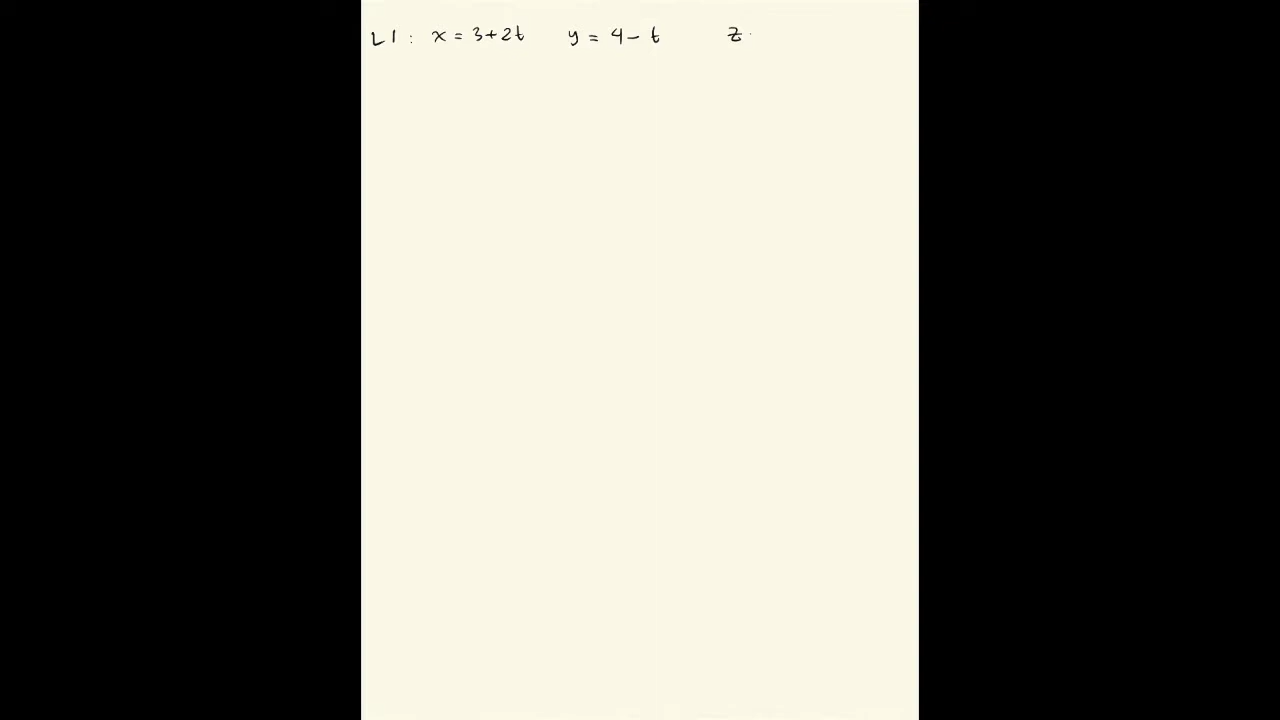 L1: x = 3+2t y = 4-t z